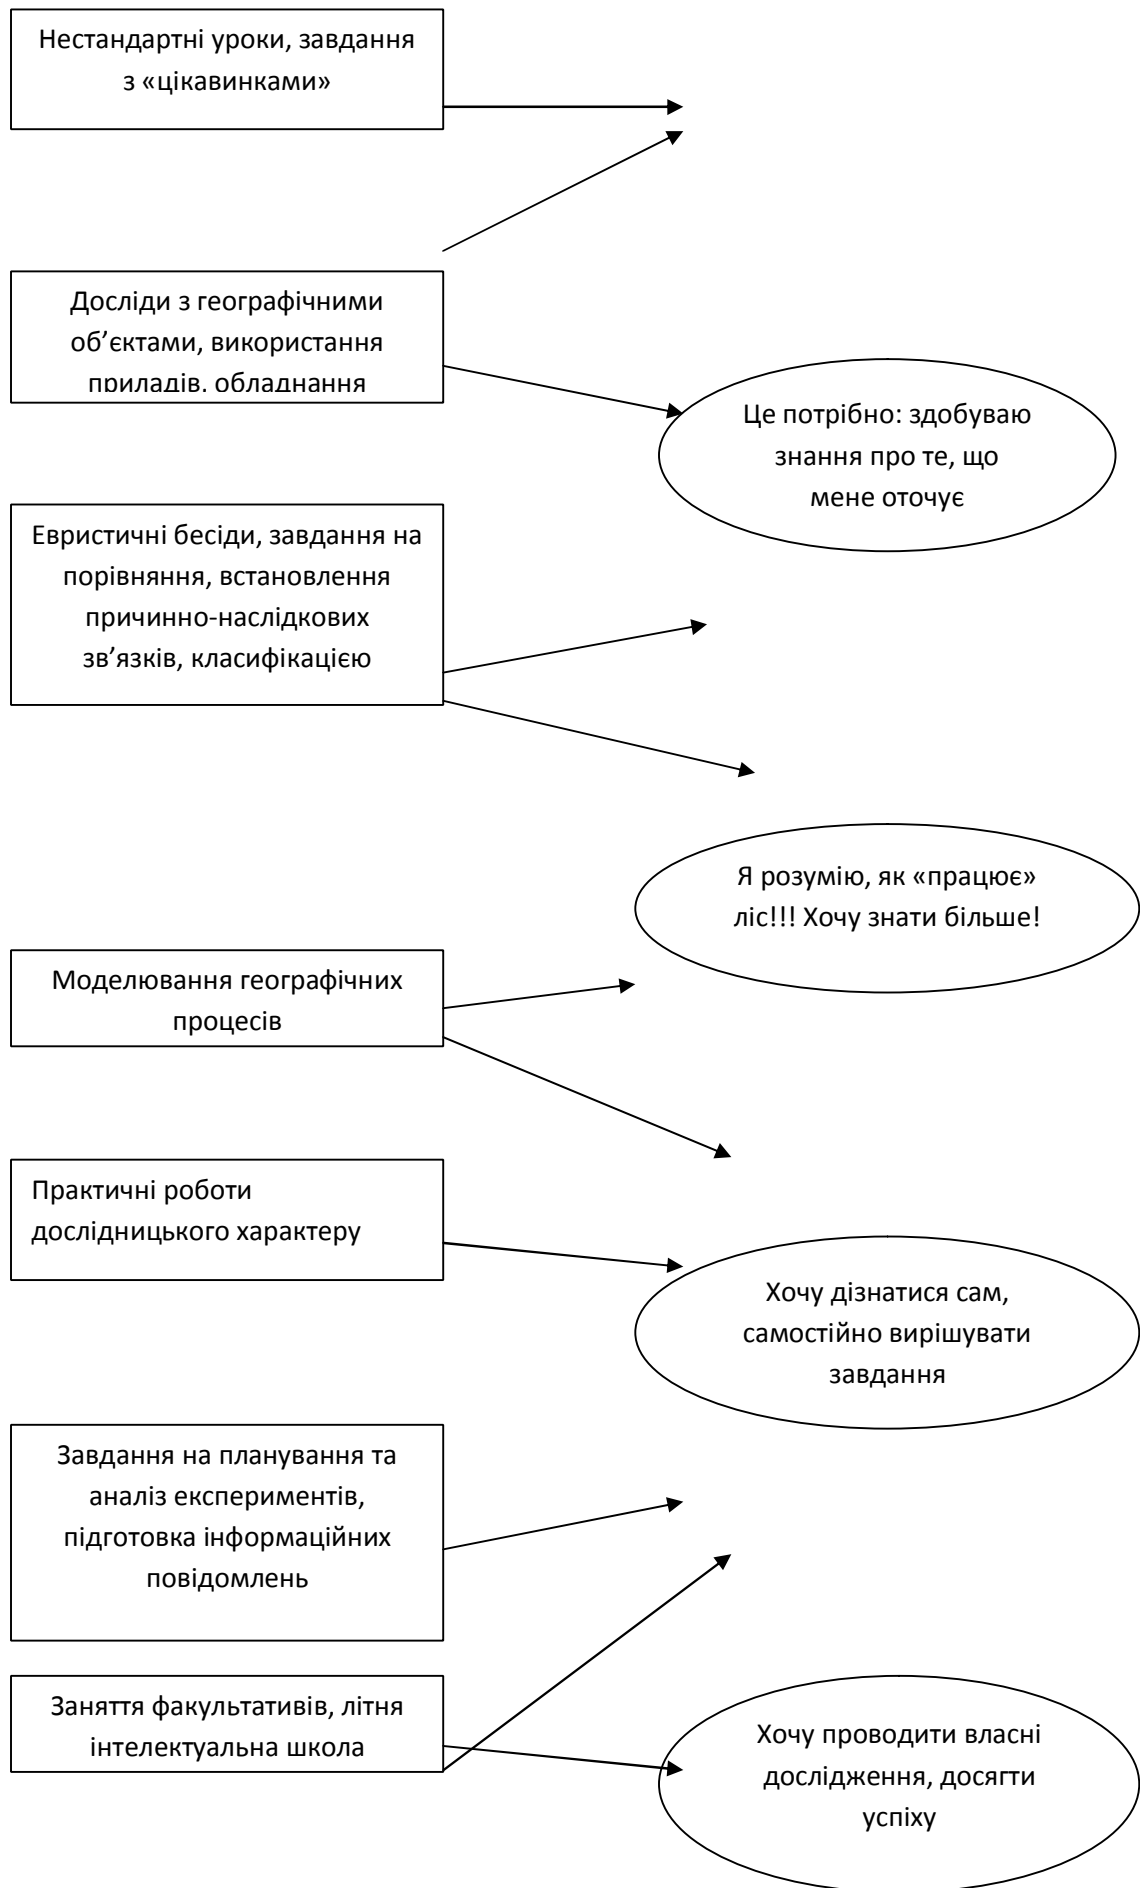 Нестандартні уроки, завдання
з «цікавинками»
Досліди з географічними
об’єктами, використання
приладів, обладнання
Це потрібно: здобуваю
знання про те, що
мене оточує
Евристичні бесіди, завдання на
порівняння, встановлення
причинно-наслідкових
зв’язків, класифікацією
Я розумію, як «працює»
ліс!!! Хочу знати більше!
Моделювання географічних
процесів
Практичні роботи
дослідницького характеру
Хочу дізнатися сам,
самостійно вирішувати
завдання
Завдання на планування та
аналіз експериментів,
підготовка інформаційних
повідомлень
Заняття факультативів, літня
інтелектуальна школа
Хочу проводити власні
дослідження, досягти
успіху